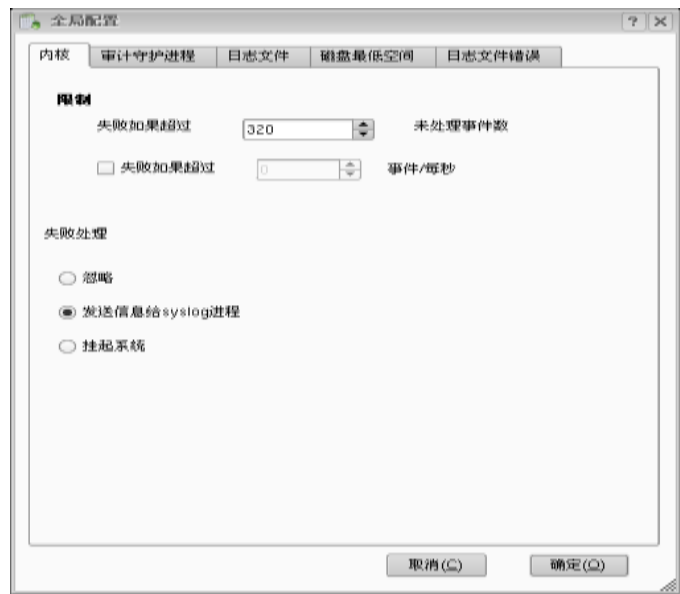 全局配置
内核 审计守护进程 日志文件 磁盘最低空间 日志文件错误
限制
失败如果超过 320 未处理事件数
失败如果超过 0 事件/每秒
失败处理
忽略
发送信息给syslog进程
挂起系统
取消(C) 确定(O)